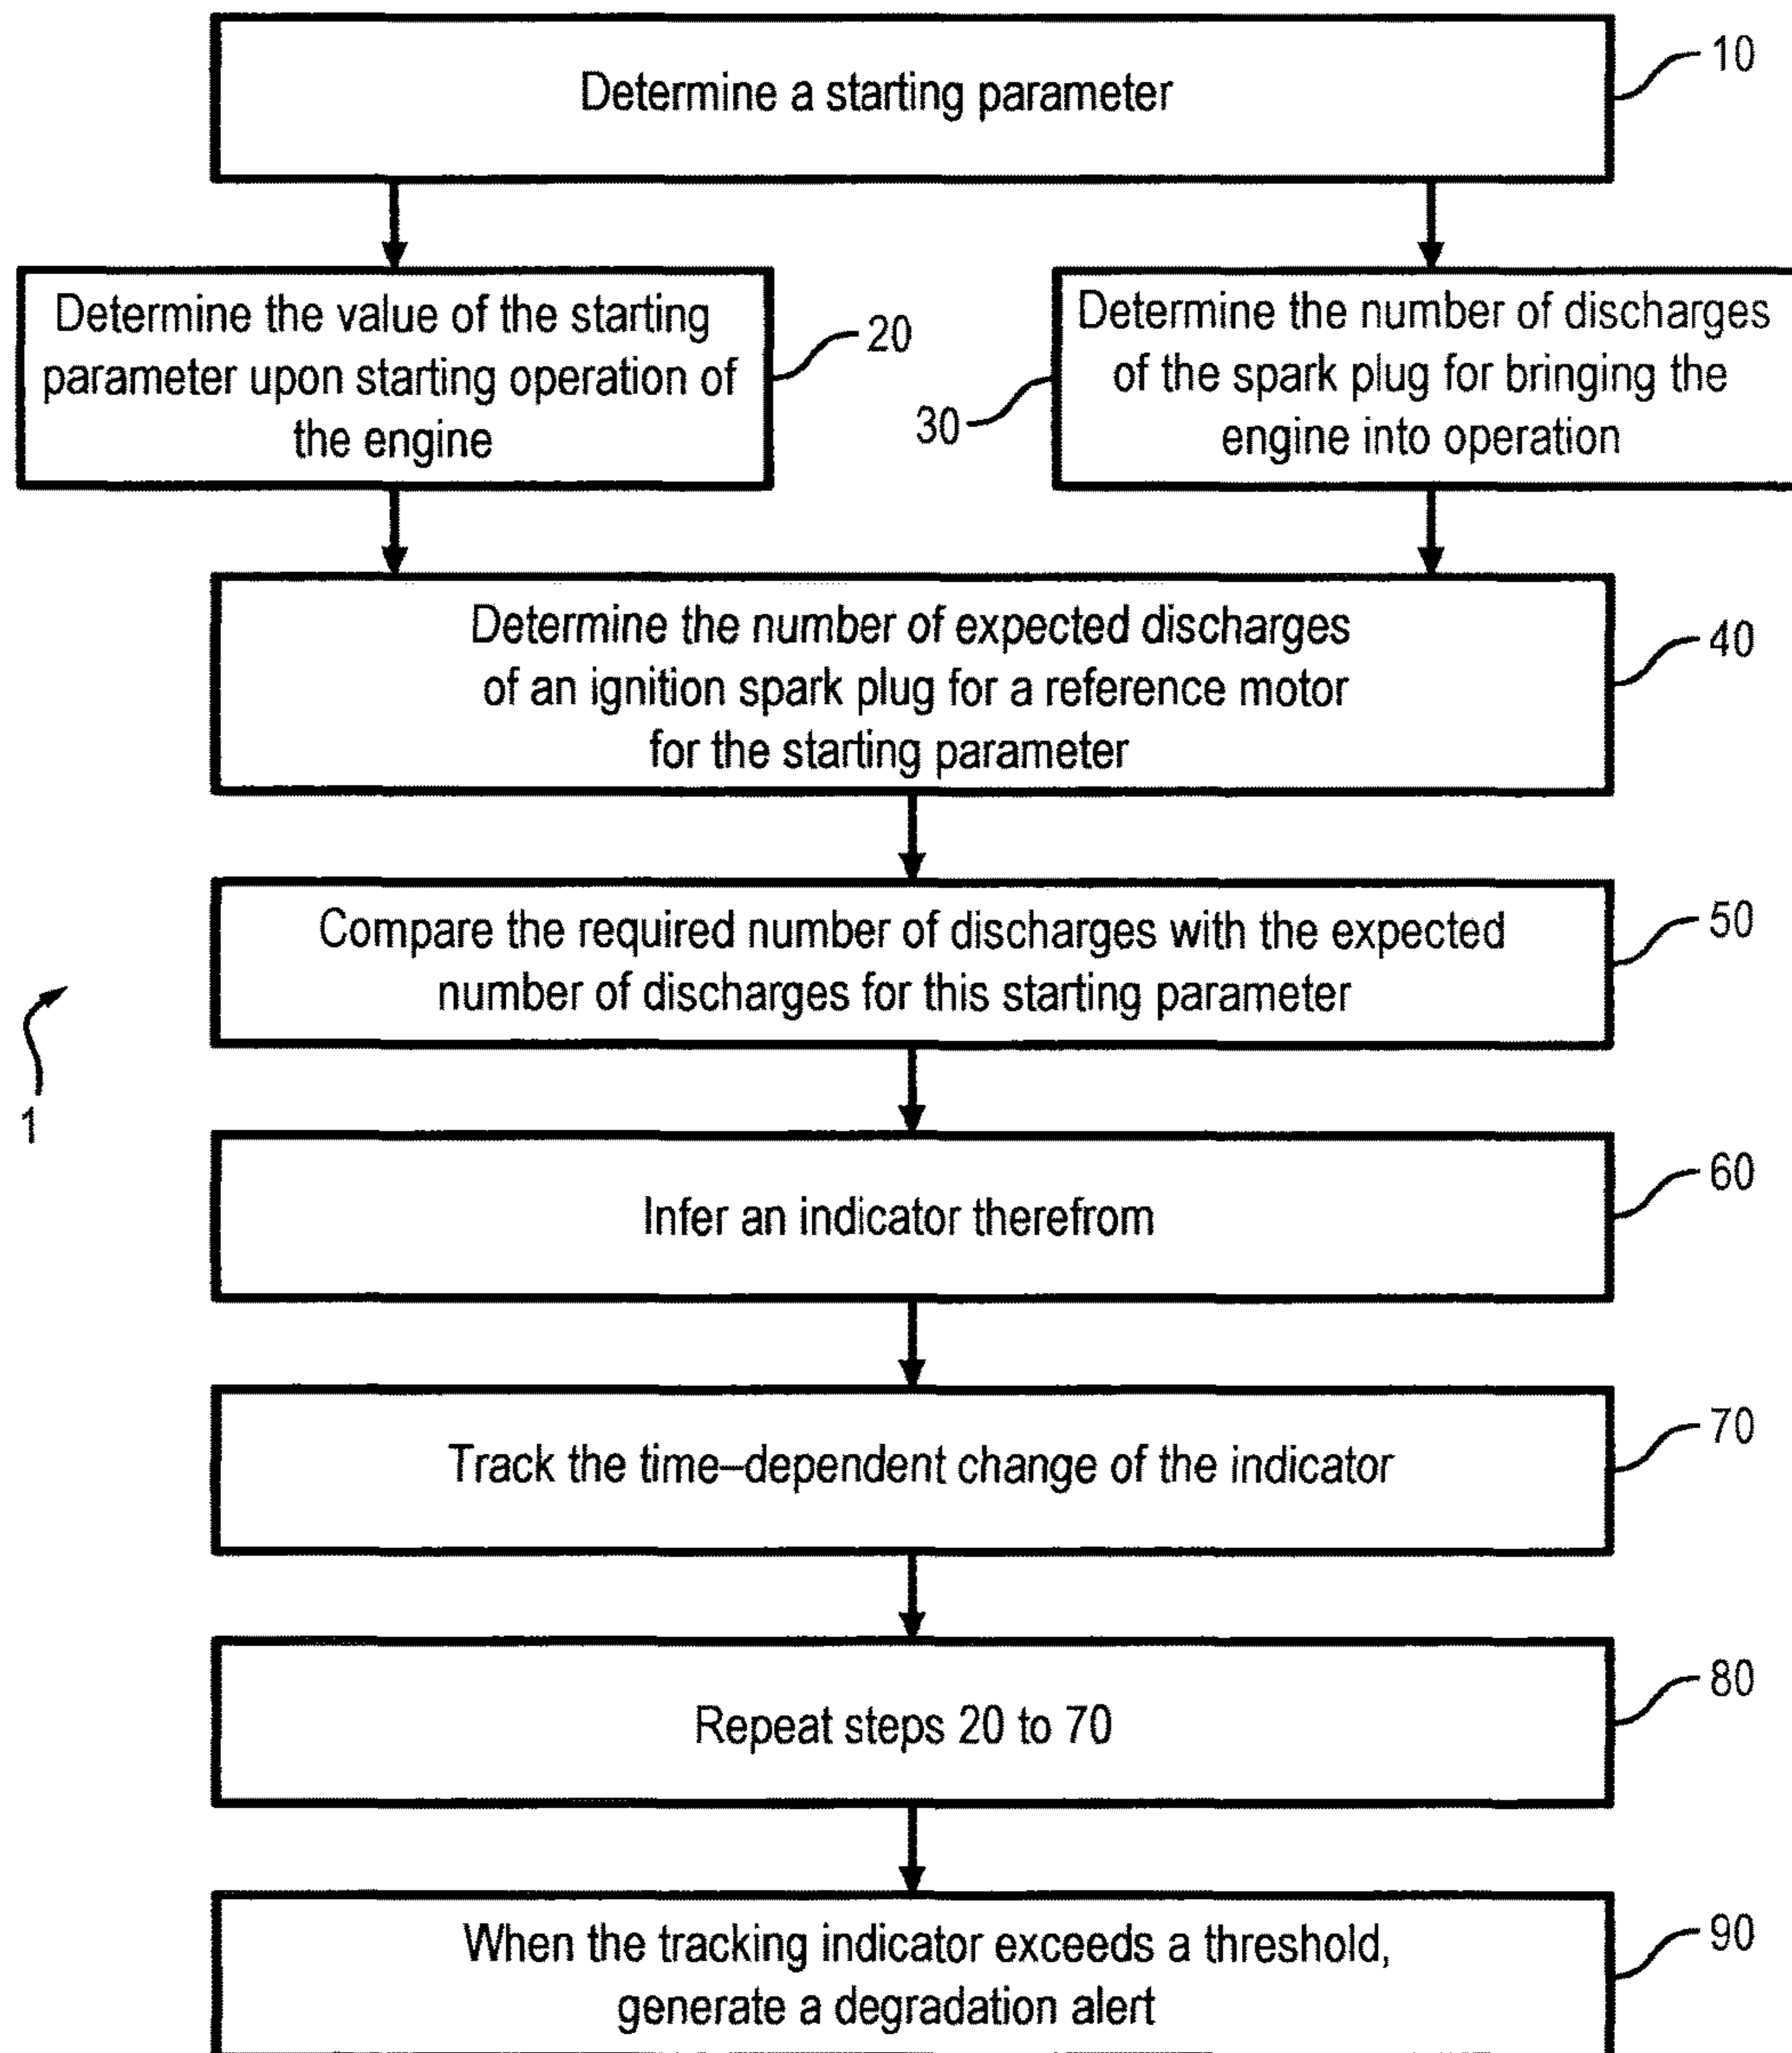 Determine a starting parameter
10
Determine the value of the starting
parameter upon starting operation of
the engine
20
Determine the number of discharges
of the spark plug for bringing the
engine into operation
30
Determine the number of expected discharges
of an ignition spark plug for a reference motor
for the starting parameter
40
Compare the required number of discharges with the expected
number of discharges for this starting parameter
50
1
Infer an indicator therefrom
60
Track the time–dependent change of the indicator
70
Repeat steps 20 to 70
80
When the tracking indicator exceeds a threshold,
generate a degradation alert
90